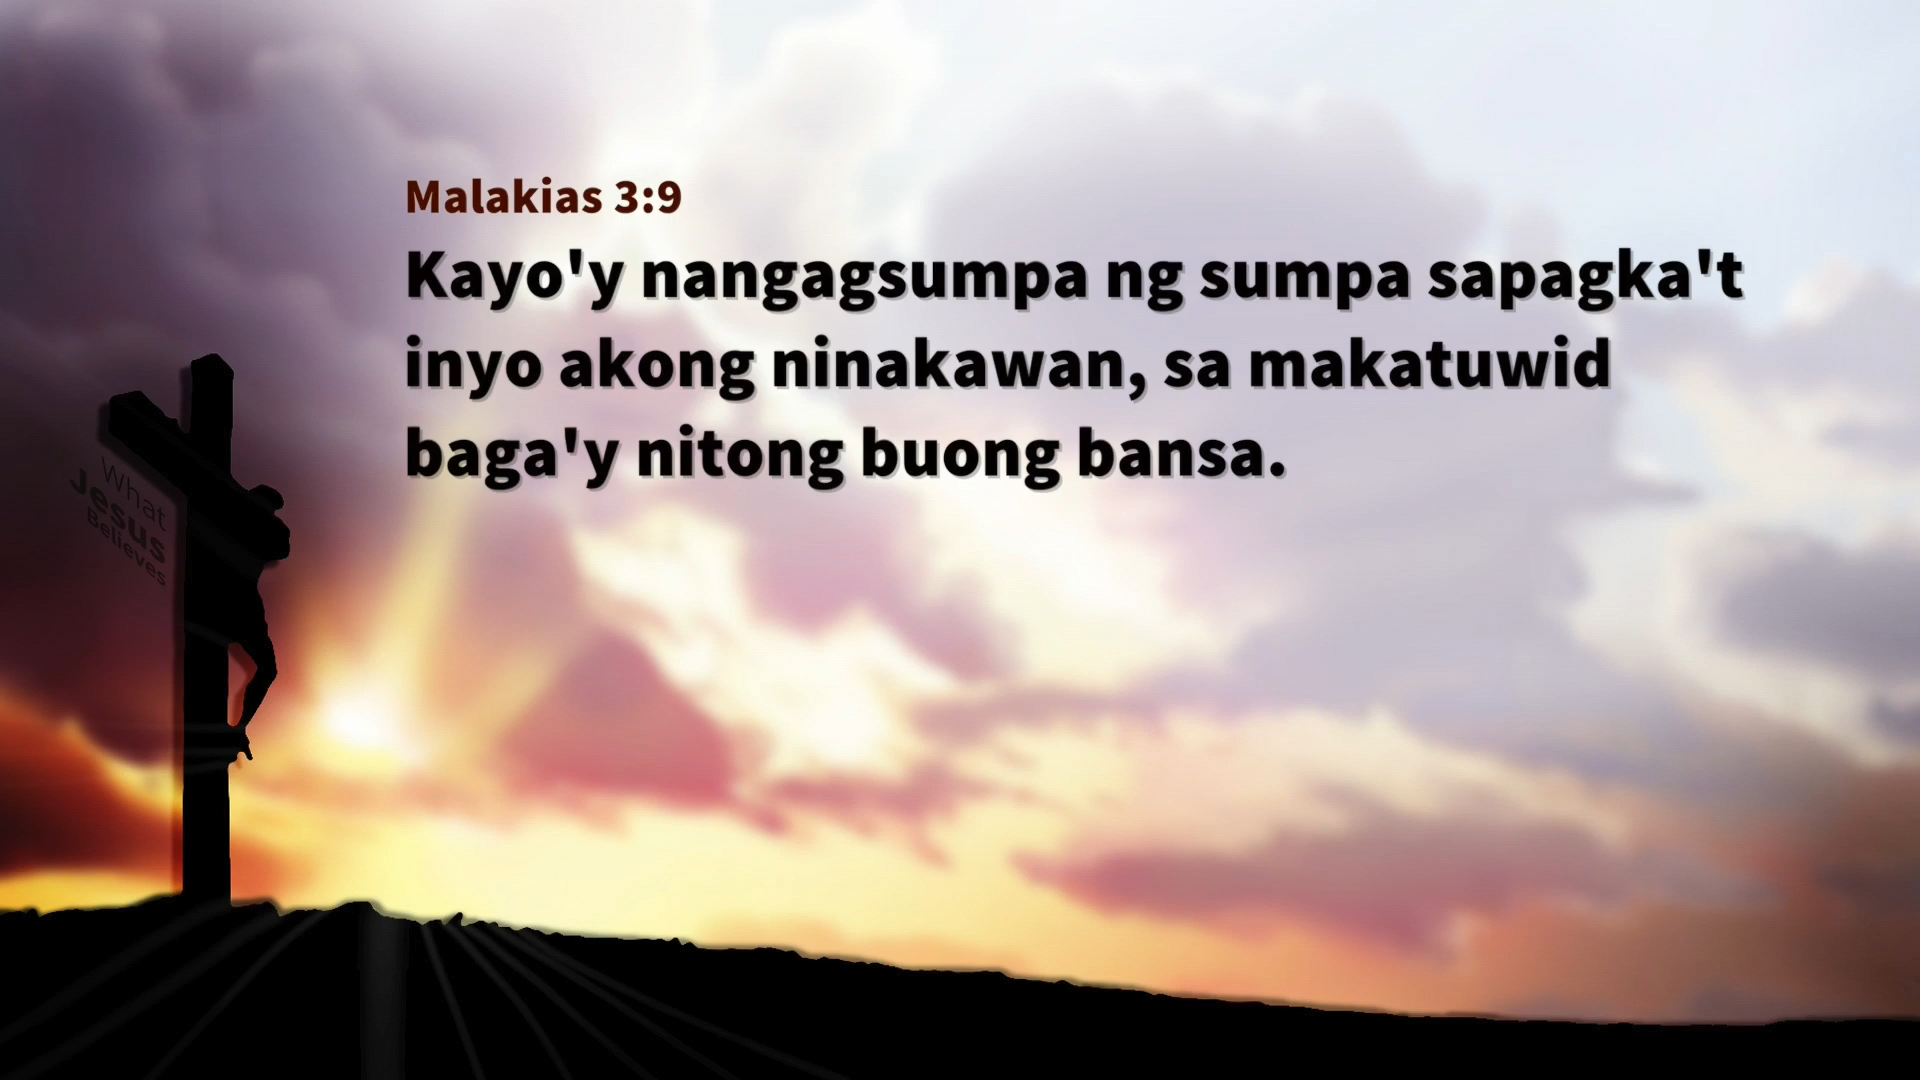 Malakias 3:9
Kayo'y nangagsumpa ng sumpa sapagka't
inyo akong ninakawan, sa makatuwid
baga'y nitong buong bansa.
What
Jesus
Believes